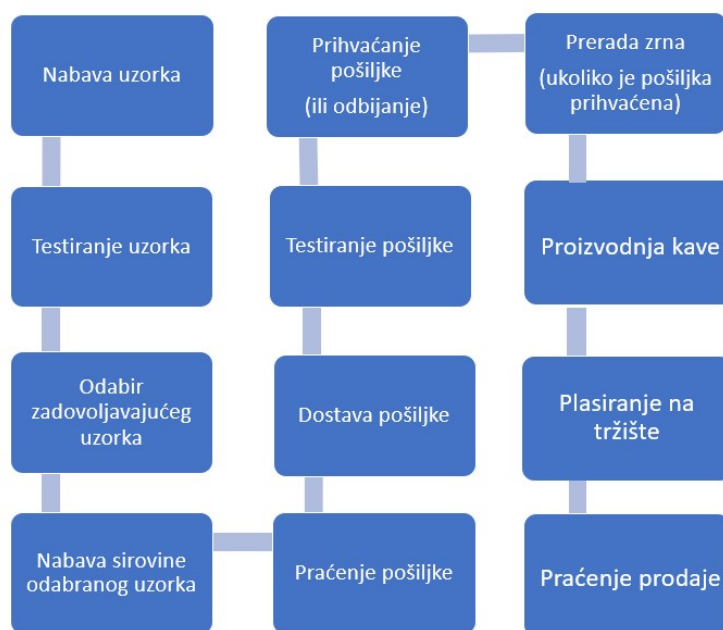 Nabava uzorka
Testiranje uzorka
Odabir
zadovoljavajućeg
uzorka
Nabava sirovine
odabranog uzorka
Praćenje pošiljke
Dostava pošiljke
Testiranje pošiljke
Prihvaćanje
pošiljke
(ili odbijanje)
Prerada zrna
(ukoliko je pošiljka
prihvaćena)
Proizvodnja kave
Plasiranje na
tržište
Praćenje prodaje